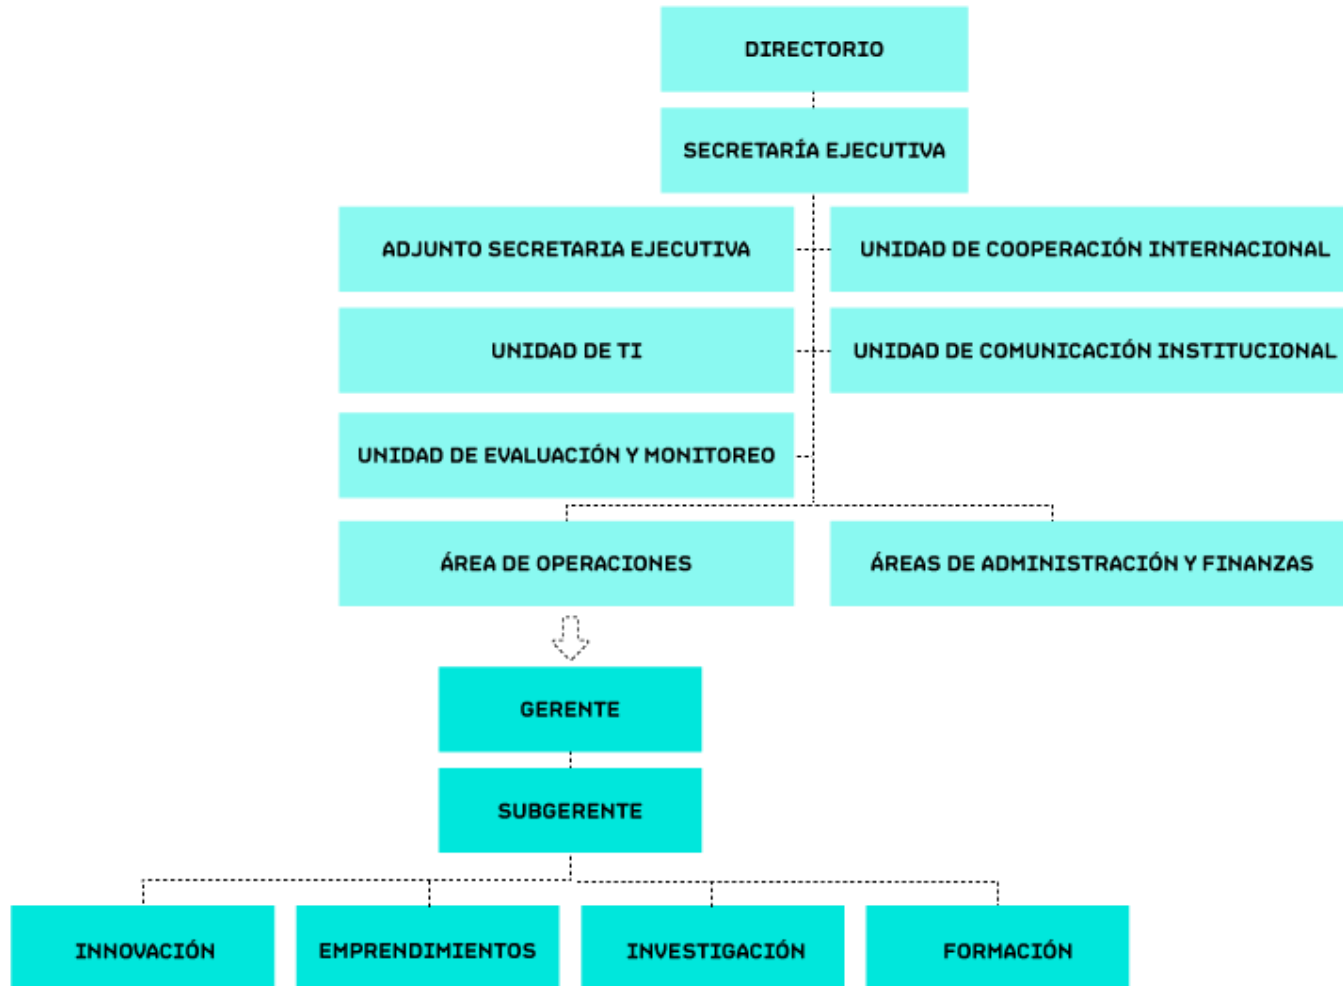 DIRECTORIO
SECRETARÍA EJECUTIVA
ADJUNTO SECRETARIA EJECUTIVA
UNIDAD DE COOPERACIÓN INTERNACIONAL
UNIDAD DE TI
UNIDAD DE COMUNICACIÓN INSTITUCIONAL
UNIDAD DE EVALUACIÓN Y MONITOREO
ÁREA DE OPERACIONES
ÁREAS DE ADMINISTRACIÓN Y FINANZAS
GERENTE
SUBGERENTE
INNOVACIÓN
EMPRENDIMIENTOS
INVESTIGACIÓN
FORMACIÓN